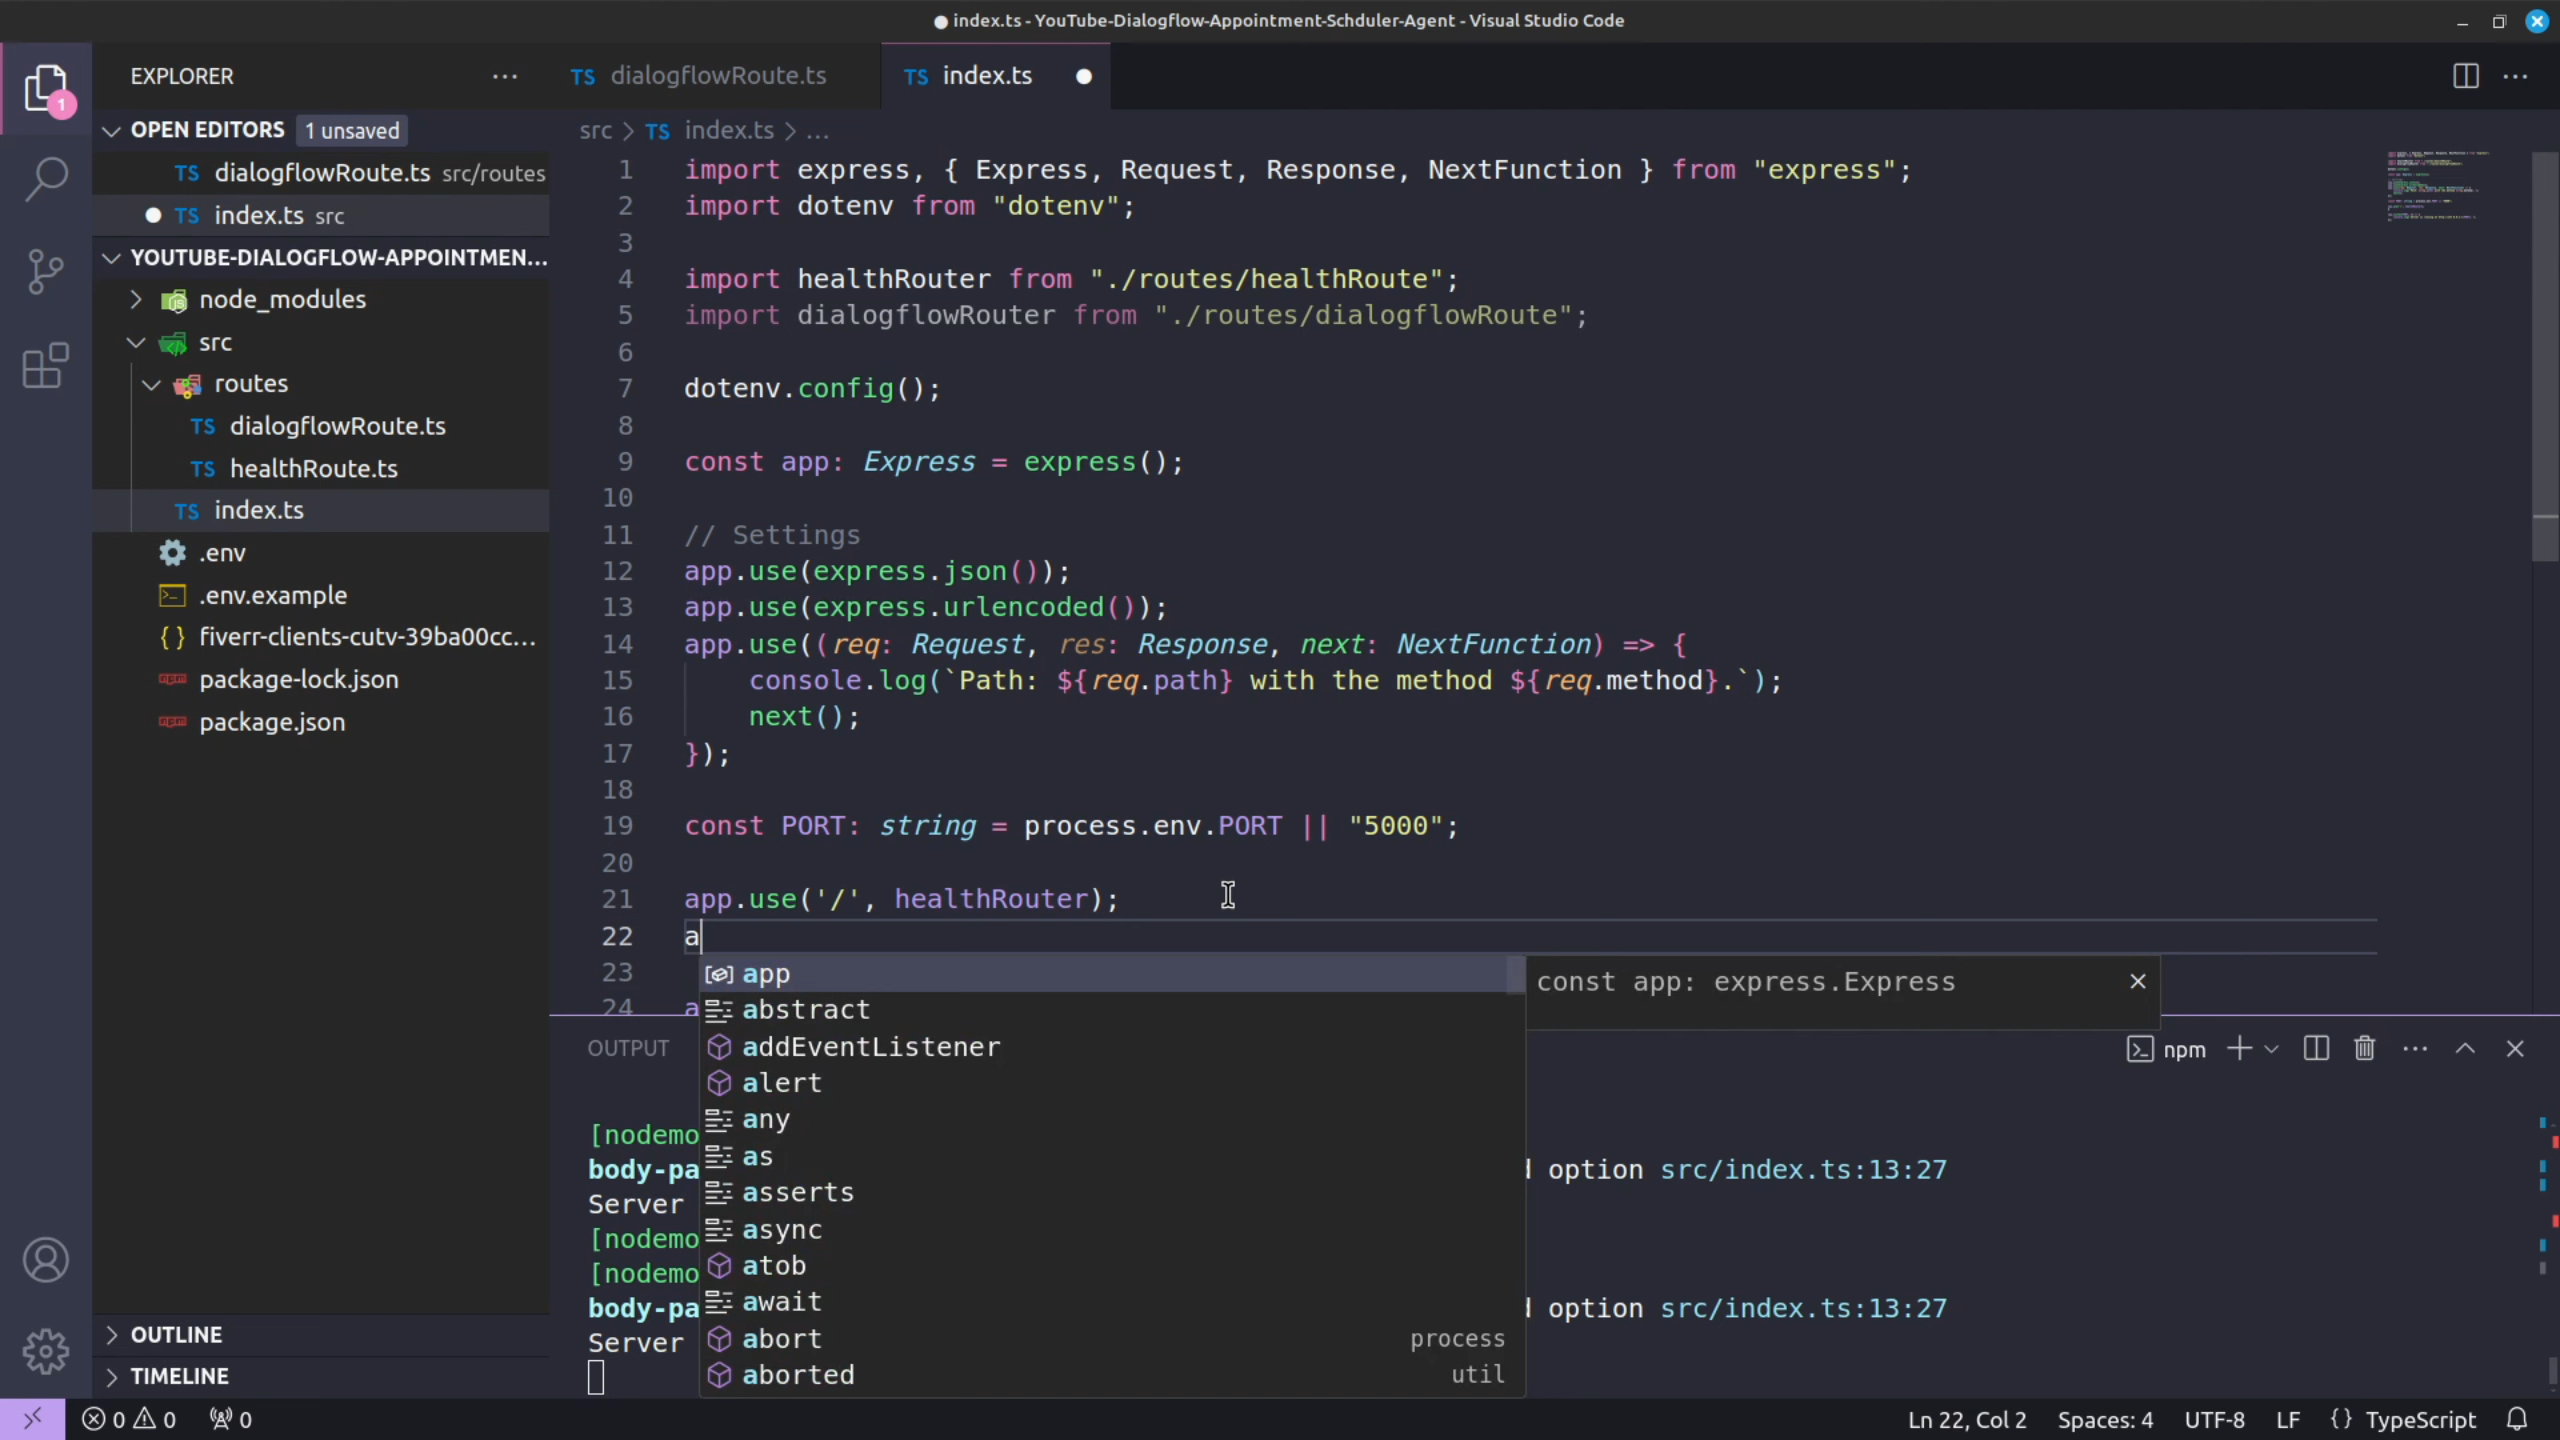 index.ts - YouTube-Dialogflow-Appointment-Schduler-Agent - Visual Studio Code
EXPLORER
TS dialogflowRoute.ts
TS index.ts
1
OPEN EDITORS 1 unsaved
TS dialogflowRoute.ts src/routes
TS index.ts src
YOUTUBE-DIALOGFLOW-APPOINTMEN...
node_modules
src
routes
TS dialogflowRoute.ts
TS healthRoute.ts
TS index.ts
.env
.env.example
{ } fiverr-clients-cutv-39ba00cc...
package-lock.json
package.json
OUTLINE
TIMELINE
src > TS index.ts > ...
1 import express, { Express, Request, Response, NextFunction } from "express";
2 import dotenv from "dotenv";
3
4 import healthRouter from "./routes/healthRoute";
5 import dialogflowRouter from "./routes/dialogflowRoute";
6
7 dotenv.config();
8
9 const app: Express = express();
10
11 // Settings
12 app.use(express.json());
13 app.use(express.urlencoded());
14 app.use((req: Request, res: Response, next: NextFunction) => {
15 console.log(`Path: ${req.path} with the method ${req.method}.`);
16 next();
17 });
18
19 const PORT: string = process.env.PORT || "5000";
20
21 app.use('/', healthRouter);
22 a
23
24 a
app
const app: express.Express
abstract
addEventListener
alert
any
as
asserts
async
atob
await
abort process
aborted util
OUTPUT
npm
[nodemo
body-pa
d option src/index.ts:13:27
Server
[nodemo
[nodemo
body-pa
d option src/index.ts:13:27
Server
0 0 0
Ln 22, Col 2 Spaces: 4 UTF-8 LF { } TypeScript